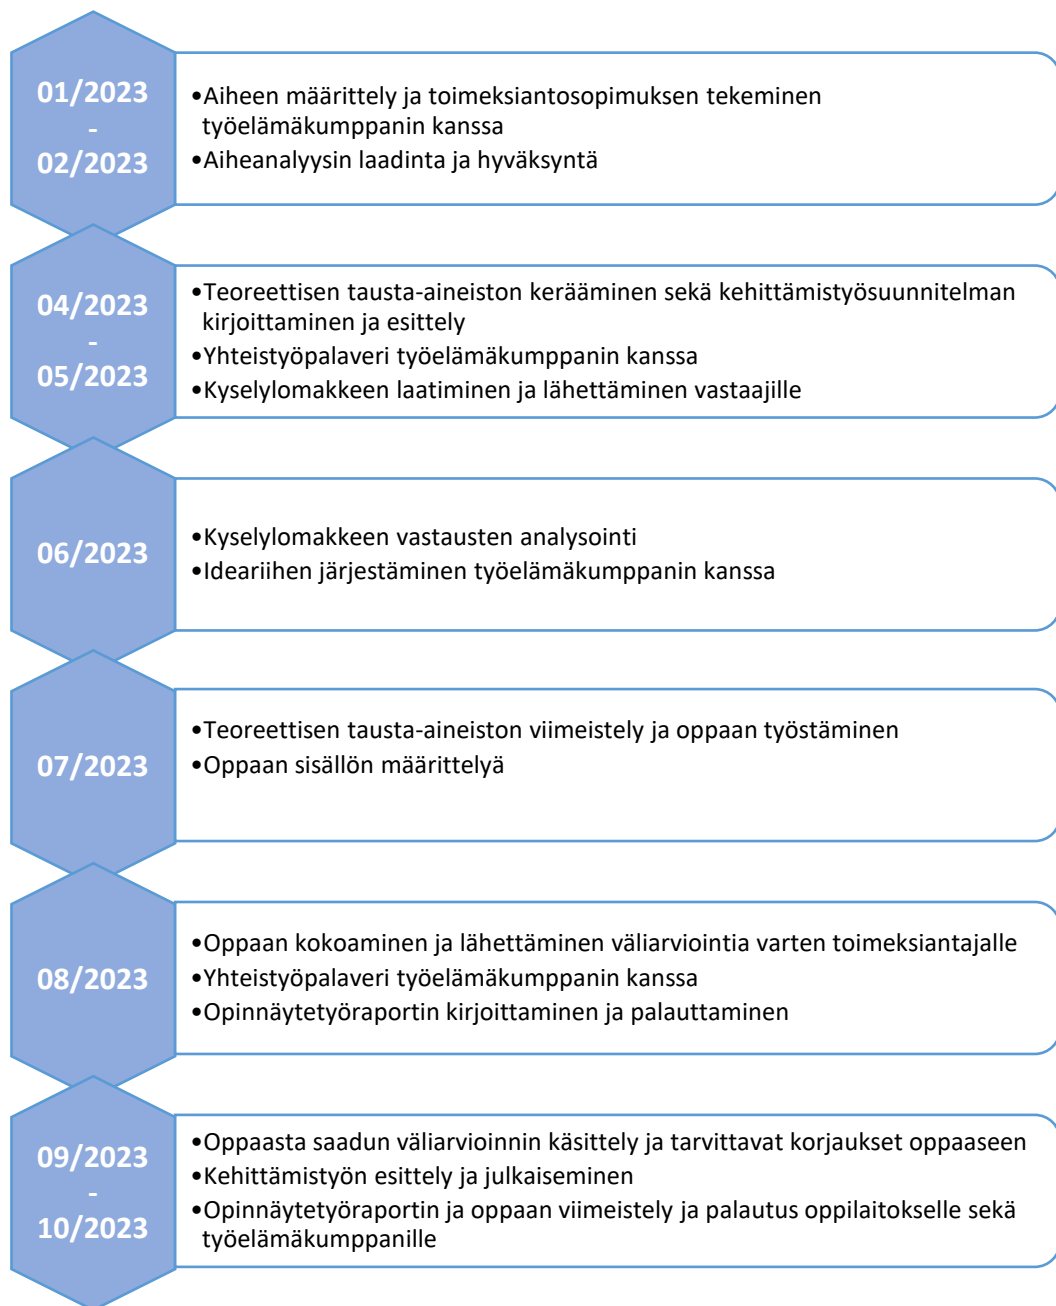 01/2023
-
02/2023
•Aiheen määrittely ja toimeksiantosopimuksen tekeminen
työelämäkumppanin kanssa
•Aiheanalyysin laadinta ja hyväksyntä
04/2023
-
05/2023
•Teoreettisen tausta-aineiston kerääminen sekä kehittämistyösuunnitelman
kirjoittaminen ja esittely
•Yhteistyöpalaveri työelämäkumppanin kanssa
•Kyselylomakkeen laatiminen ja lähettäminen vastaajille
06/2023
•Kyselylomakkeen vastausten analysointi
•Ideariihen järjestäminen työelämäkumppanin kanssa
07/2023
•Teoreettisen tausta-aineiston viimeistely ja oppaan työstäminen
•Oppaan sisällön määrittelyä
08/2023
•Oppaan kokoaminen ja lähettäminen väliarviointia varten toimeksiantajalle
•Yhteistyöpalaveri työelämäkumppanin kanssa
•Opinnäytetyöraportin kirjoittaminen ja palauttaminen
09/2023
-
10/2023
•Oppaasta saadun väliarvioinnin käsittely ja tarvittavat korjaukset oppaaseen
•Kehittämistyön esittely ja julkaiseminen
•Opinnäytetyöraportin ja oppaan viimeistely ja palautus oppilaitokselle sekä
työelämäkumppanille